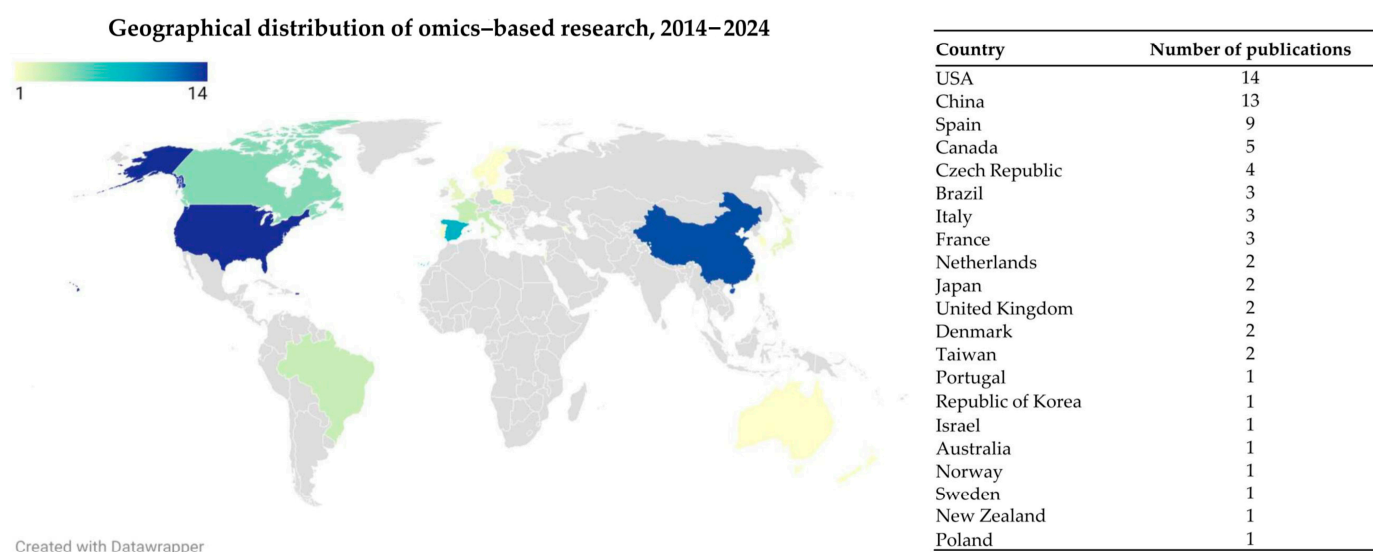 Geographical distribution of omics–based research, 2014–2024
1 14
Created with Datawrapper
Country Number of publications
USA 14
China 13
Spain 9
Canada 5
Czech Republic 4
Brazil 3
Italy 3
France 3
Netherlands 2
Japan 2
United Kingdom 2
Denmark 2
Taiwan 2
Portugal 1
Republic of Korea 1
Israel 1
Australia 1
Norway 1
Sweden 1
New Zealand 1
Poland 1